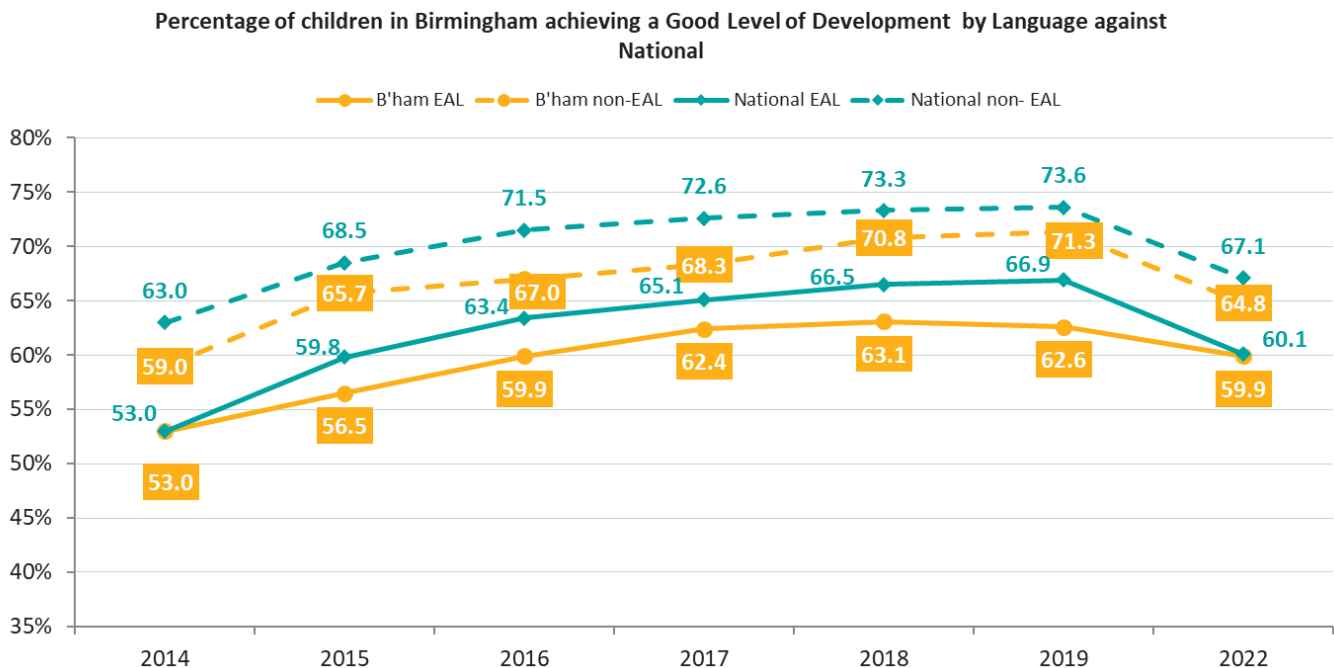 Percentage of children in Birmingham achieving a Good Level of Development by Language against
National
B'ham EAL B'ham non-EAL National EAL National non- EAL
80%
75%
70%
65%
60%
55%
50%
45%
40%
35%
63.0 68.5 71.5 72.6 73.3 73.6 67.1
59.0 65.7 67.0 68.3 70.8 71.3 64.8
53.0 59.8 63.4 65.1 66.5 66.9 60.1
53.0 56.5 59.9 62.4 63.1 62.6 59.9
2014 2015 2016 2017 2018 2019 2022